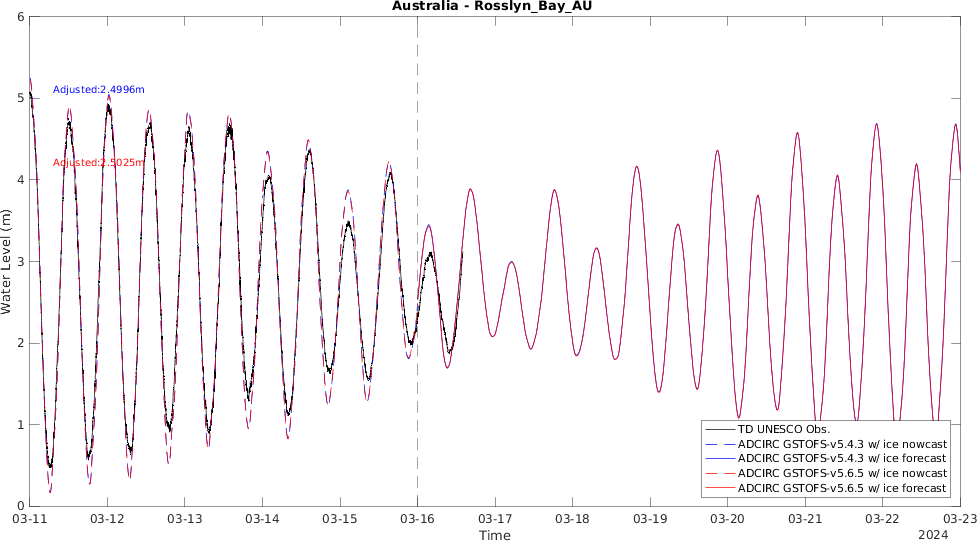 Australia - Rosslyn_Bay_AU
6
5
4
3
2
1
0
Water Level (m)
Adjusted:2.4996m
Adjusted:2.5025m
TD UNESCO Obs.
ADCIRC GSTOFS-v5.4.3 w/ ice nowcast
ADCIRC GSTOFS-v5.4.3 w/ ice forecast
ADCIRC GSTOFS-v5.6.5 w/ ice nowcast
ADCIRC GSTOFS-v5.6.5 w/ ice forecast
03-11 03-12 03-13 03-14 03-15 03-16 03-17 03-18 03-19 03-20 03-21 03-22 03-23
Time
2024